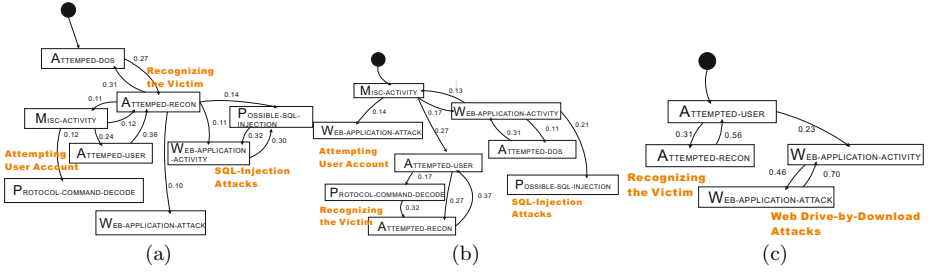 ATTEMPED-DOS
0.27
Recognizing
the Victim
0.31
ATTEMPED-RECON
0.11
0.14
MISC-ACTIVITY
0.12
0.12
0.24
0.36
0.11
POSSIBLE-SQL-
INJECTION
0.32
0.30
ATTEMPTED-USER
WEB-APPLICATION
-ACTIVITY
Attempting
User Account
SQL-Injection
Attacks
PROTOCOL-COMMAND-DECODE
0.10
WEB-APPLICATION-ATTACK
(a)
MISC-ACTIVITY
0.13
0.14
0.17
WEB-APPLICATION-ACTIVITY
0.21
WEB-APPLICATION-ATTACK
0.27
0.31
0.11
ATTEMPTED-DOS
Attempting
User Account
ATTEMPTED-USER
0.17
PROTOCOL-COMMAND-DECODE
0.27
0.37
0.32
POSSIBLE-SQL-INJECTION
SQL-Injection
Attacks
Recognizing
the Victim
ATTEMPTED-RECON
(b)
ATTEMPTED-USER
0.31
0.56
0.23
ATTEMPTED-RECON
WEB-APPLICATION-ACTIVITY
Recognizing
the Victim
0.46
0.70
WEB-APPLICATION-ATTACK
Web Drive-by-Download
Attacks
(c)